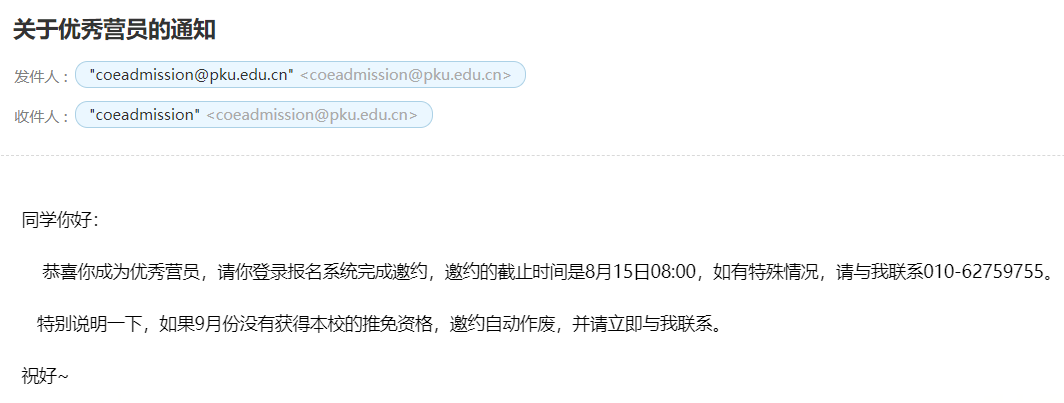 关于优秀营员的通知
发件人： "coeadmission@pku.edu.cn" <coeadmission@pku.edu.cn>
收件人： "coeadmission" <coeadmission@pku.edu.cn>
同学你好：
恭喜你成为优秀营员，请你登录报名系统完成邀约，邀约的截止时间是8月15日08:00，如有特殊情况，请与我联系010-62759755。
特别说明一下，如果9月份没有获得本校的推免资格，邀约自动作废，并请立即与我联系。
祝好~